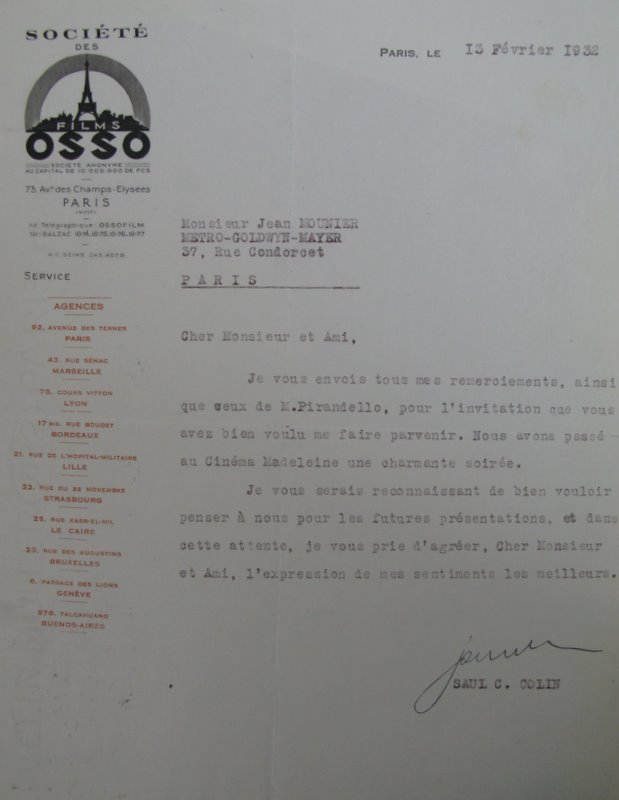 SOCIÉTÉ
DES
FILMS
OSSO
SOCIÉTÉ ANONYME
AU CAPITAL DE 10 000 000 DE FCS
73 Avᵉ des Champs-Elysées
PARIS
Ad. Télégraphique OSSOFILM
SERVICE
AGENCES
92, AVENUE DES TERNES
PARIS
43, RUE SÉNAC
MARSEILLE
75, COURS VITTON
LYON
17 BIS, RUE BOUDET
BORDEAUX
21, RUE DE L'HOPITAL-MILITAIRE
LILLE
22, RUE DU 22 NOVEMBRE
STRASBOURG
22, RUE KASR-EL-NIL
LE CAIRE
23, RUE DES AUGUSTINS
BRUXELLES
6, PASSAGE DES LIONS
GENÈVE
676, TALCAHUANO
BUENOS-AIRES
PARIS, LE 13 Février 1932
Monsieur Jean MOUNIER
METRO-GOLDWYN-MAYER
37, Rue Condorcet
PARIS
Cher Monsieur et Ami,
Je vous envois tous mes remerciements, ainsi
que ceux de M.Pirandello, pour l'invitation que vous
avez bien voulu me faire parvenir. Nous avons passé -
au Cinéma Madeleine une charmante soirée.
Je vous serais reconnaissant de bien vouloir
penser à nous pour les futures présentations, et dans
cette attente, je vous prie d'agréer, Cher Monsieur
et Ami, l'expression de mes sentiments les meilleurs.
SAUL C. COLIN